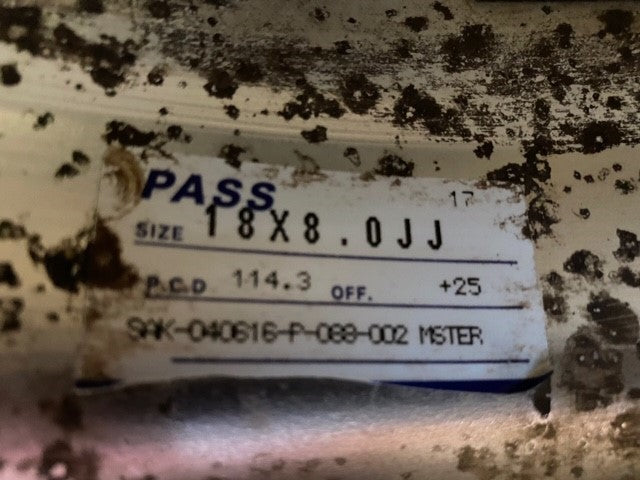 PASS 17
SIZE 18X8.0JJ
P.C.D 114.3 OFF. +25
SAK-040616-P-088-002 MSTER